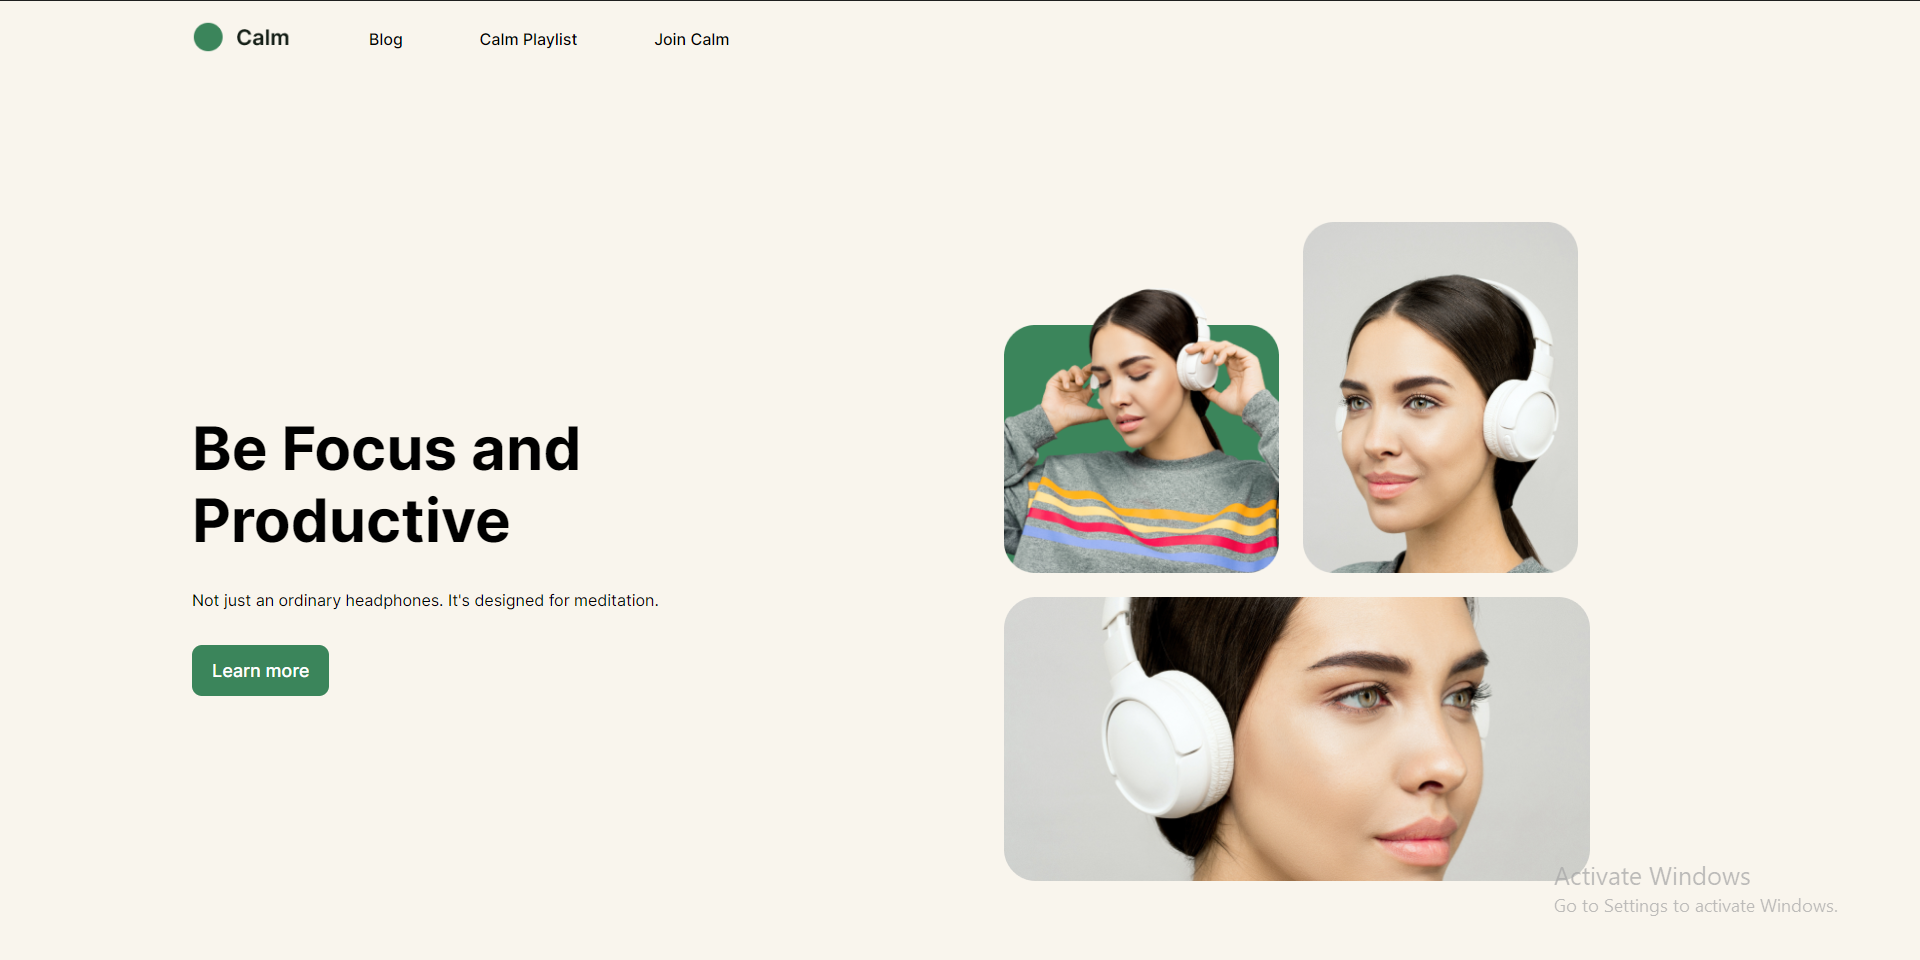 Calm
Blog
Calm Playlist
Join Calm
Be Focus and
Productive
Not just an ordinary headphones. It's designed for meditation.
Learn more
Activate Windows
Go to Settings to activate Windows.